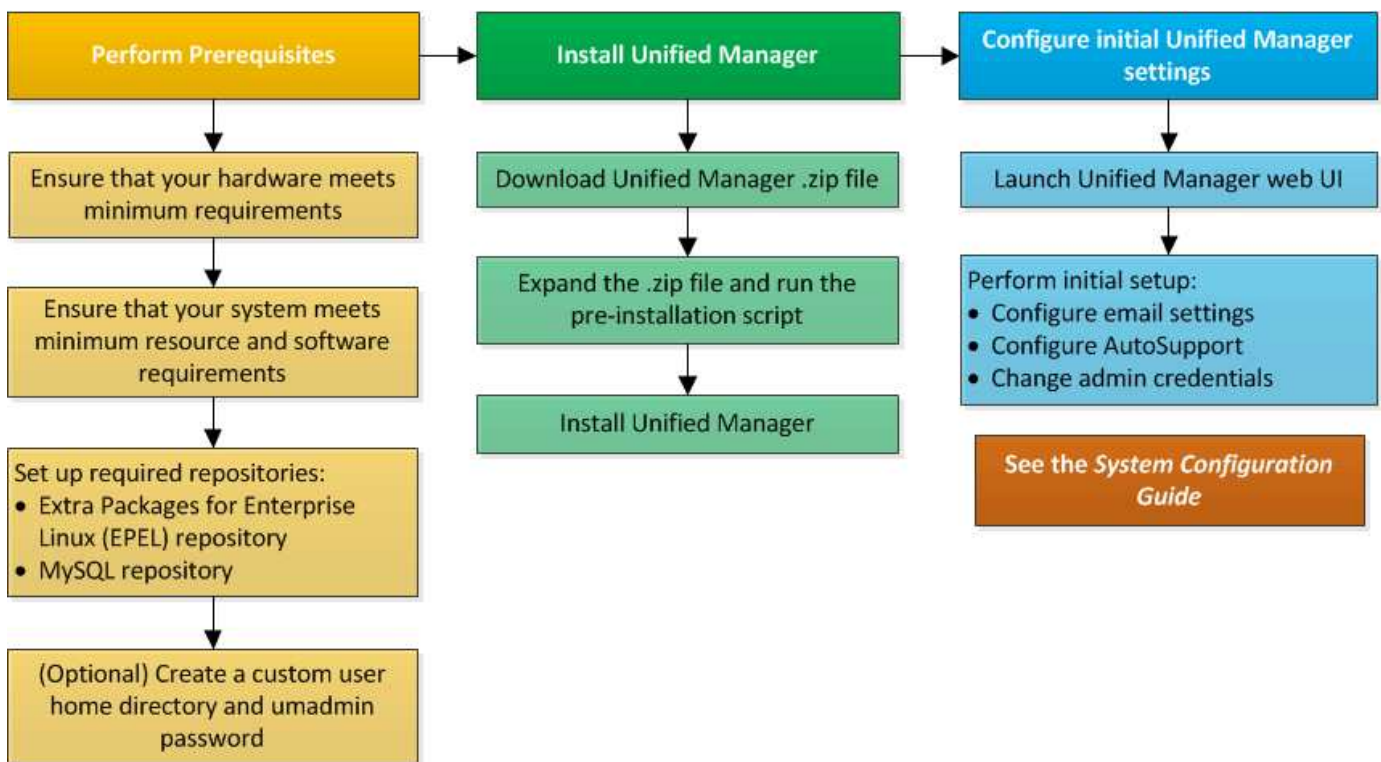 Perform Prerequisites
Ensure that your hardware meets
minimum requirements
Ensure that your system meets
minimum resource and software
requirements
Set up required repositories:
• Extra Packages for Enterprise
Linux (EPEL) repository
• MySQL repository
(Optional) Create a custom user
home directory and umadmin
password
Install Unified Manager
Download Unified Manager .zip file
Expand the .zip file and run the
pre-installation script
Install Unified Manager
Configure initial Unified Manager
settings
Launch Unified Manager web UI
Perform initial setup:
• Configure email settings
• Configure AutoSupport
• Change admin credentials
See the System Configuration
Guide